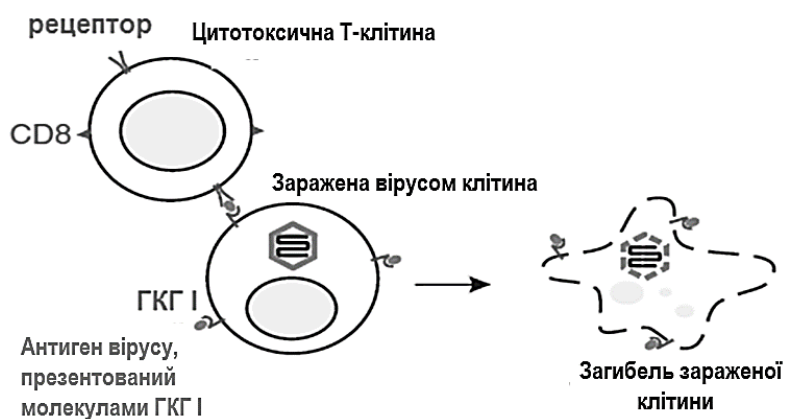 рецептор
Цитотоксична Т-клітина
CD8
Заражена вірусом клітина
ГКГ I
Антиген вірусу,
презентований
молекулами ГКГ I
Загибель зараженої
клітини